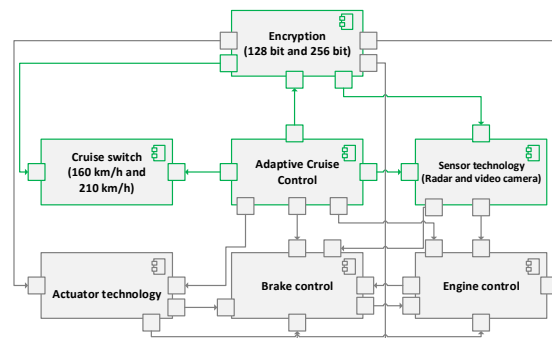 Encryption
(128 bit and 256 bit)
Cruise switch
(160 km/h and
210 km/h)
Adaptive Cruise
Control
Sensor technology
(Radar and video camera)
Actuator technology
Brake control
Engine control